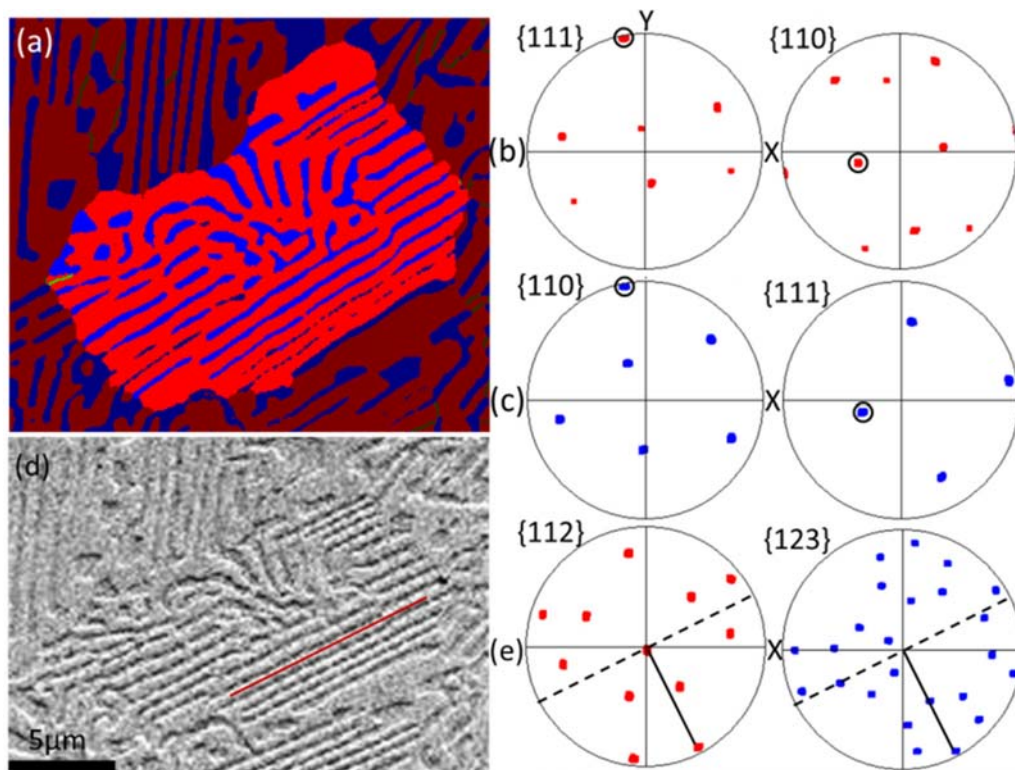 (a)
{111}
Y
{110}
(b)
X
{110}
{111}
(c)
X
(d)
5μm
{112}
{123}
(e)
X